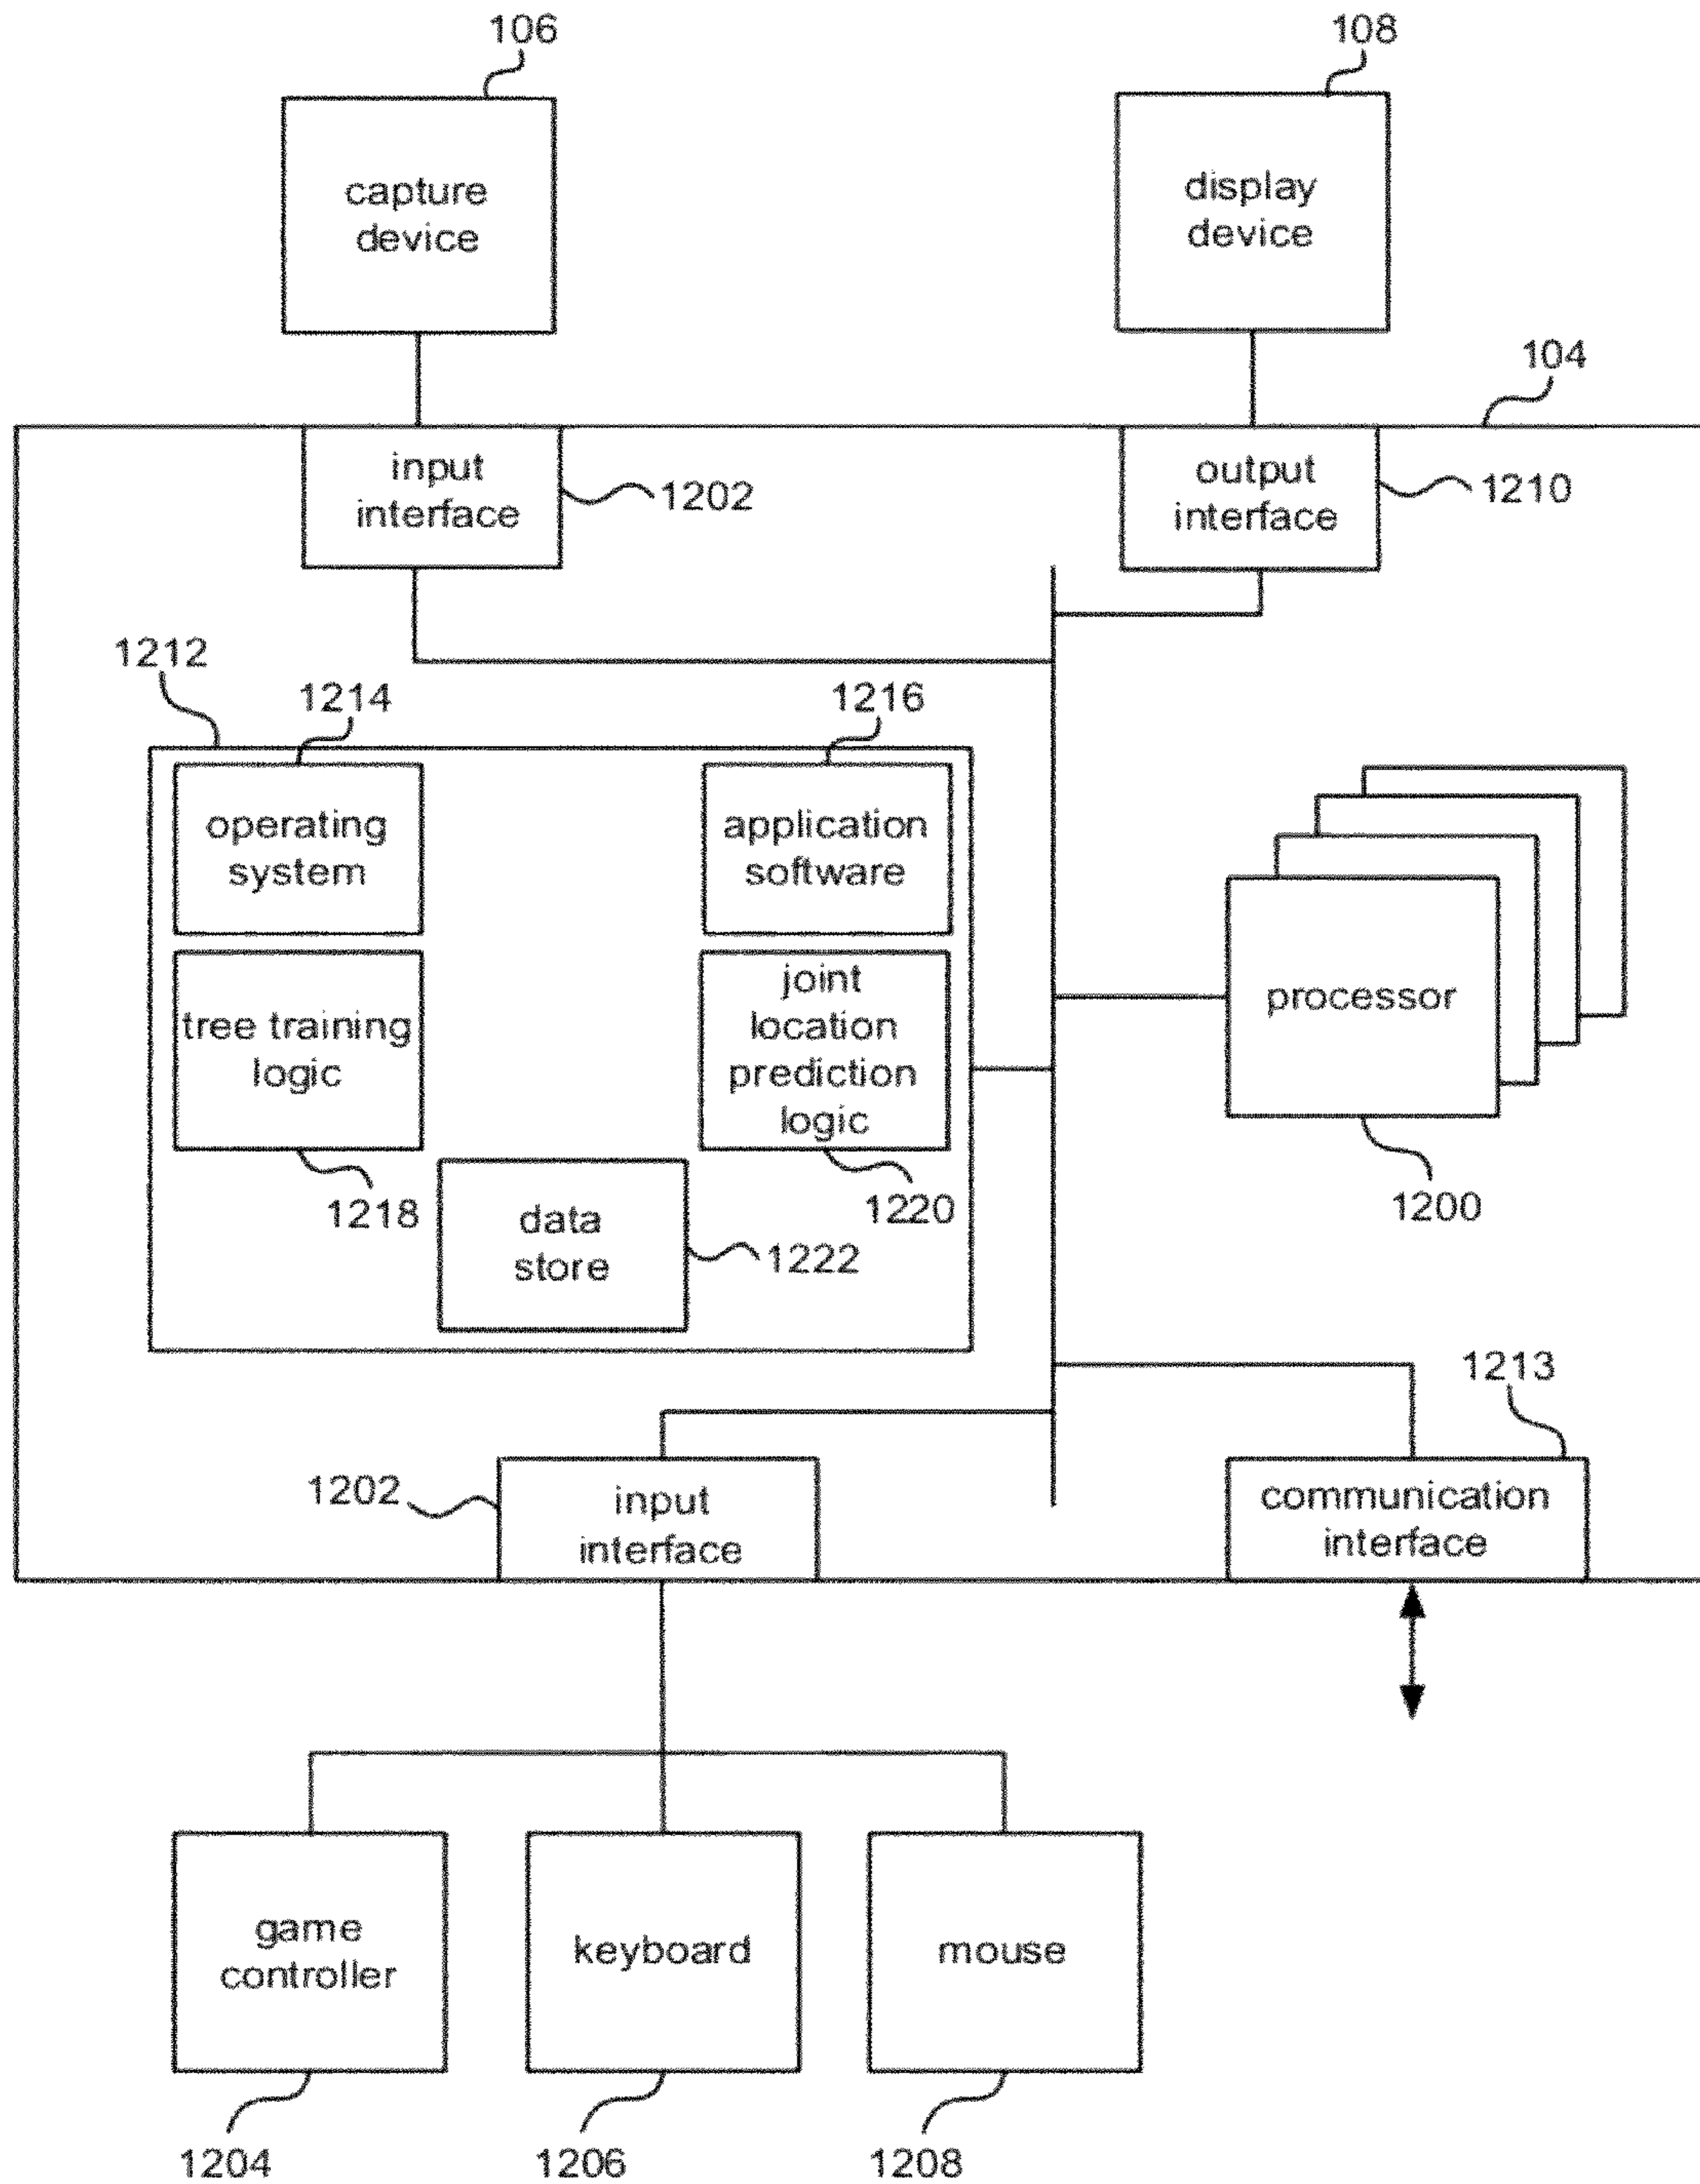 106
108
capture
device
display
device
104
input
interface
1202
output
interface
1210
1212
1214
1216
operating
system
application
software
tree training
logic
joint
location
prediction
logic
processor
1218
1220
1200
data
store
1222
1213
1202
input
interface
communication
interface
game
controller
keyboard
mouse
1204
1206
1208